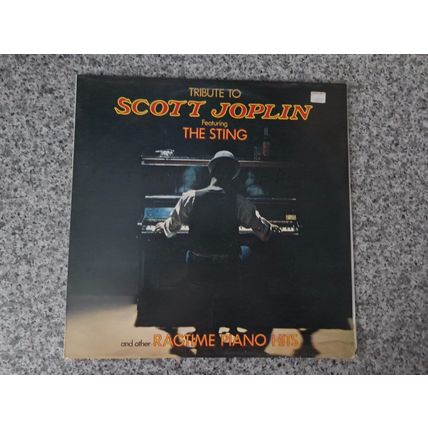 TRIBUTE TO
SCOTT JOPLIN
Featuring
THE STING
and other RAGTIME PIANO HITS